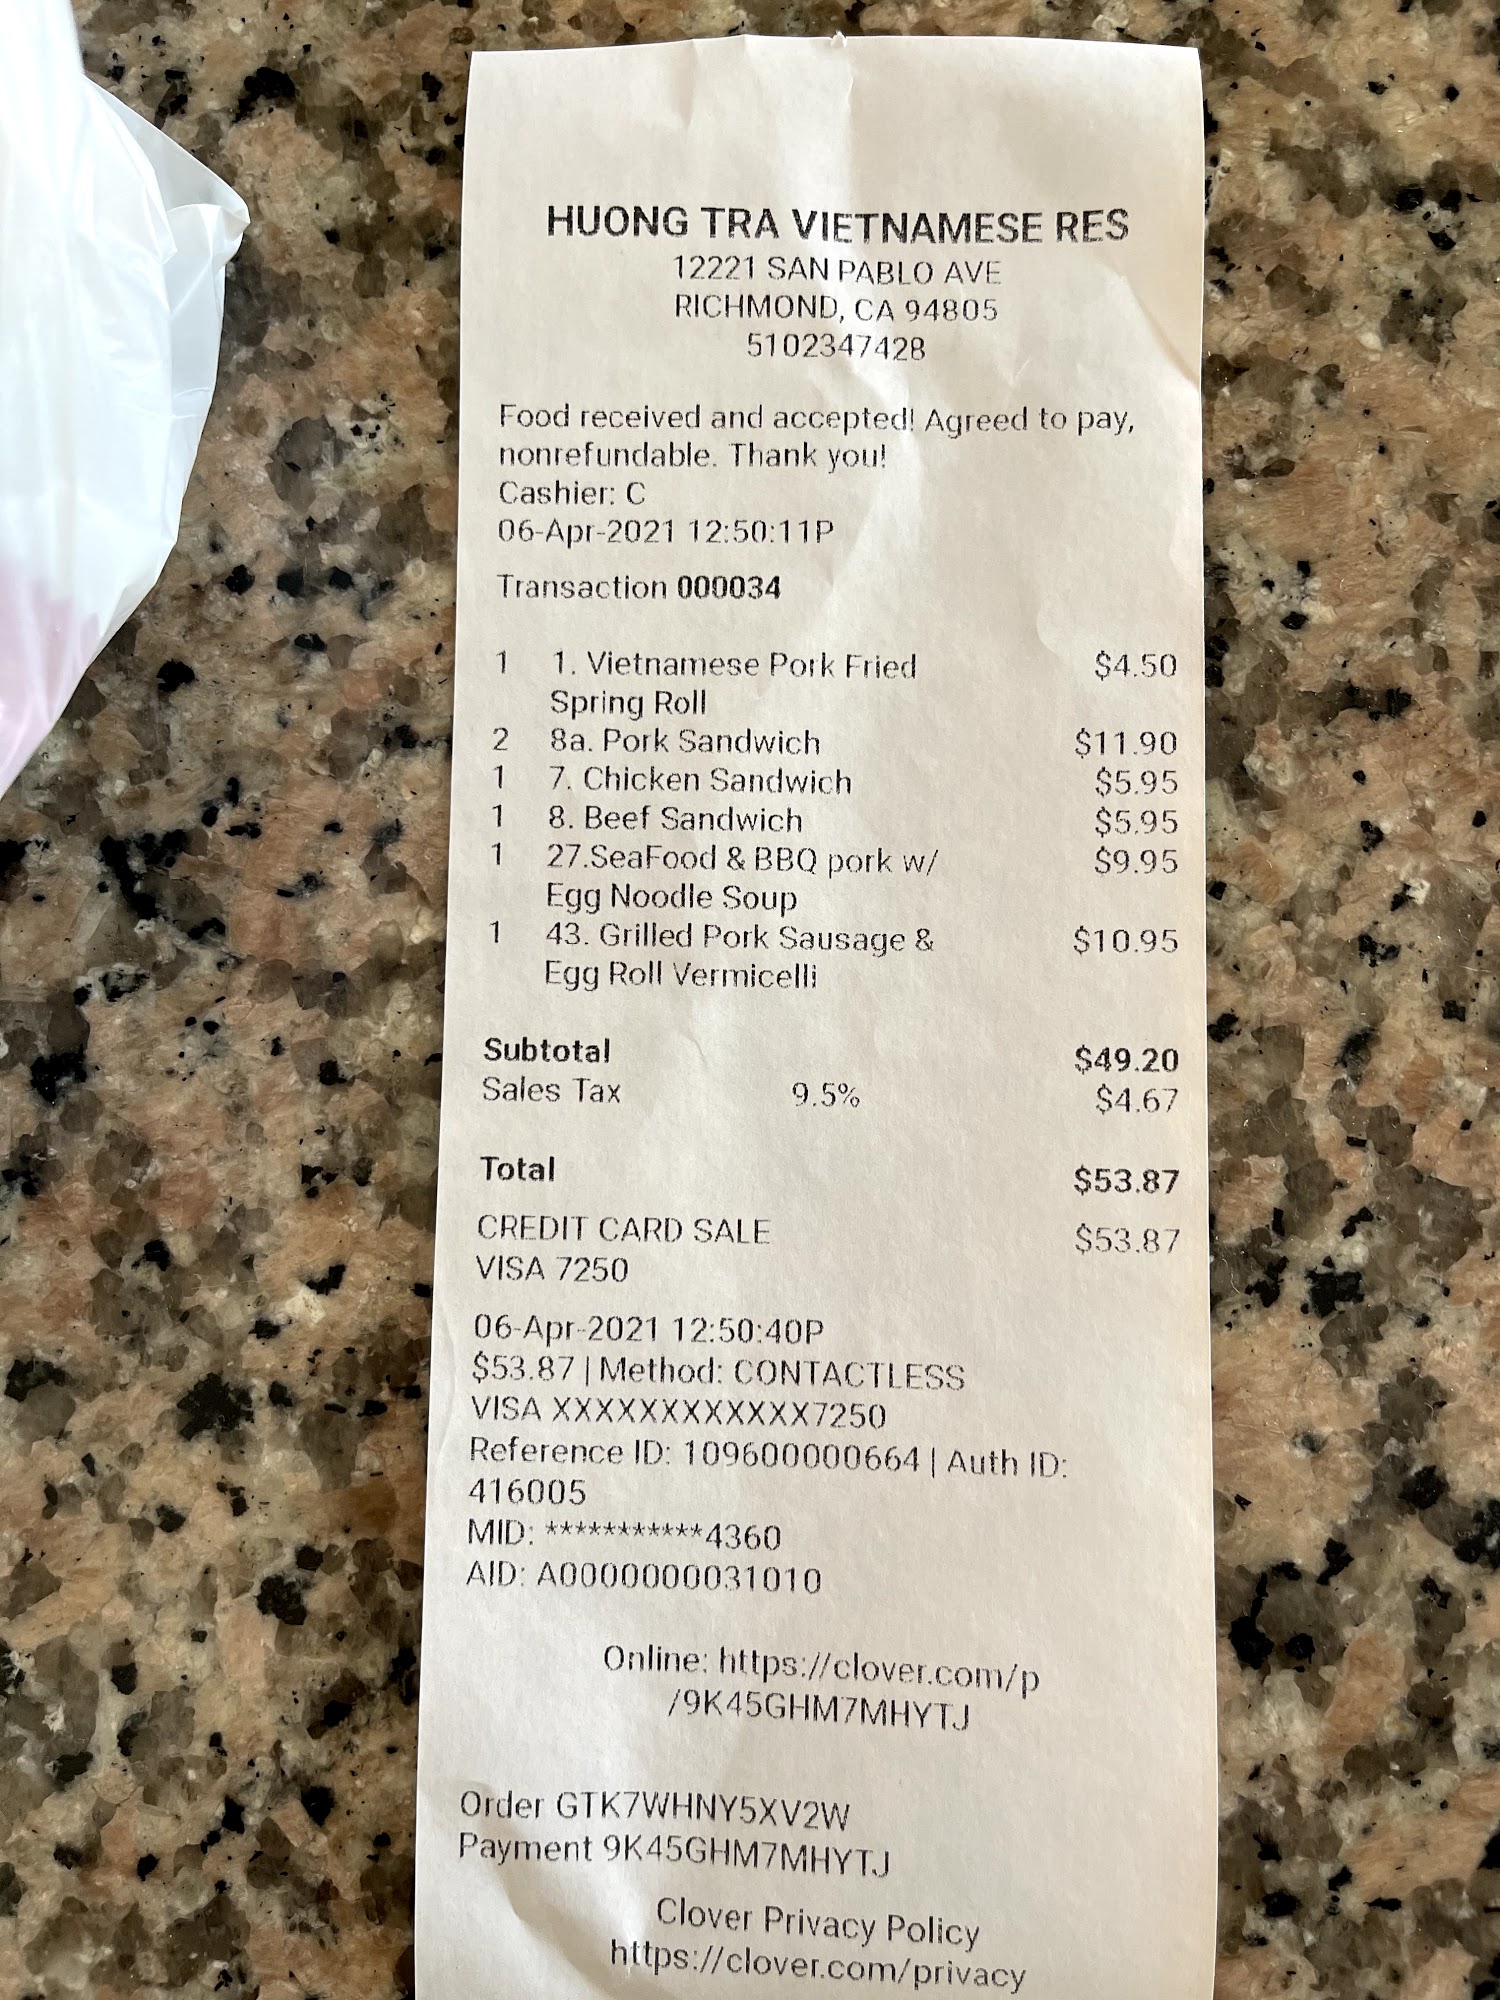 HUONG TRA VIETNAMESE RES
12221 SAN PABLO AVE
RICHMOND, CA 94805
5102347428
Food received and accepted! Agreed to pay,
nonrefundable. Thank you!
Cashier: C
06-Apr-2021 12:50:11P
Transaction 000034
1 1. Vietnamese Pork Fried $4.50
Spring Roll
2 8a. Pork Sandwich $11.90
1 7. Chicken Sandwich $5.95
1 8. Beef Sandwich $5.95
1 27.SeaFood & BBQ pork w/ $9.95
Egg Noodle Soup
1 43. Grilled Pork Sausage & $10.95
Egg Roll Vermicelli
Subtotal $49.20
Sales Tax 9.5% $4.67
Total $53.87
CREDIT CARD SALE $53.87
VISA 7250
06-Apr-2021 12:50:40P
$53.87 | Method: CONTACTLESS
VISA XXXXXXXXXXXX7250
Reference ID: 109600000664 | Auth ID:
416005
MID: ***********4360
AID: A0000000031010
Online: https://clover.com/p
/9K45GHM7MHYTJ
Order GTK7WHNY5XV2W
Payment 9K45GHM7MHYTJ
Clover Privacy Policy
https://clover.com/privacy